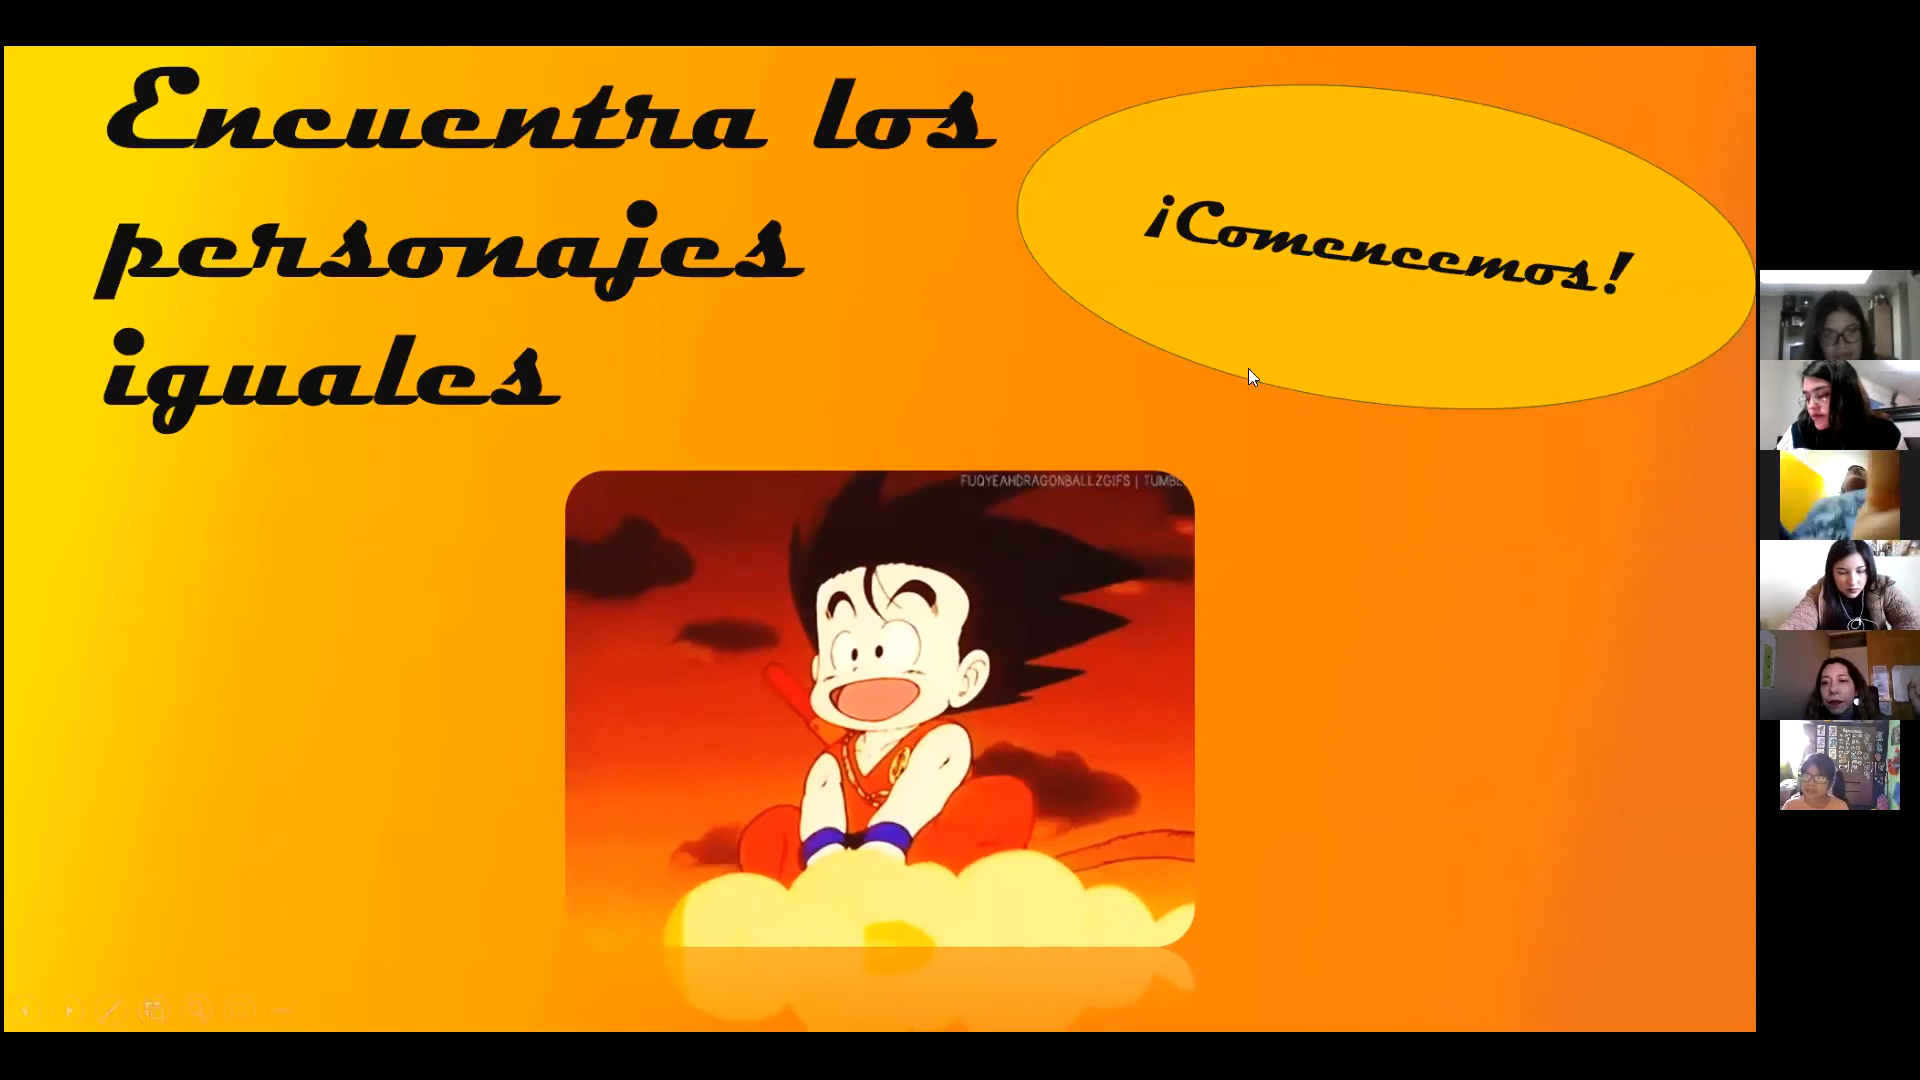 Encuentra los
personajes
iguales
¡Comencemos!
FUQYEAHDRAGONBALLZGIFS | TUMBL